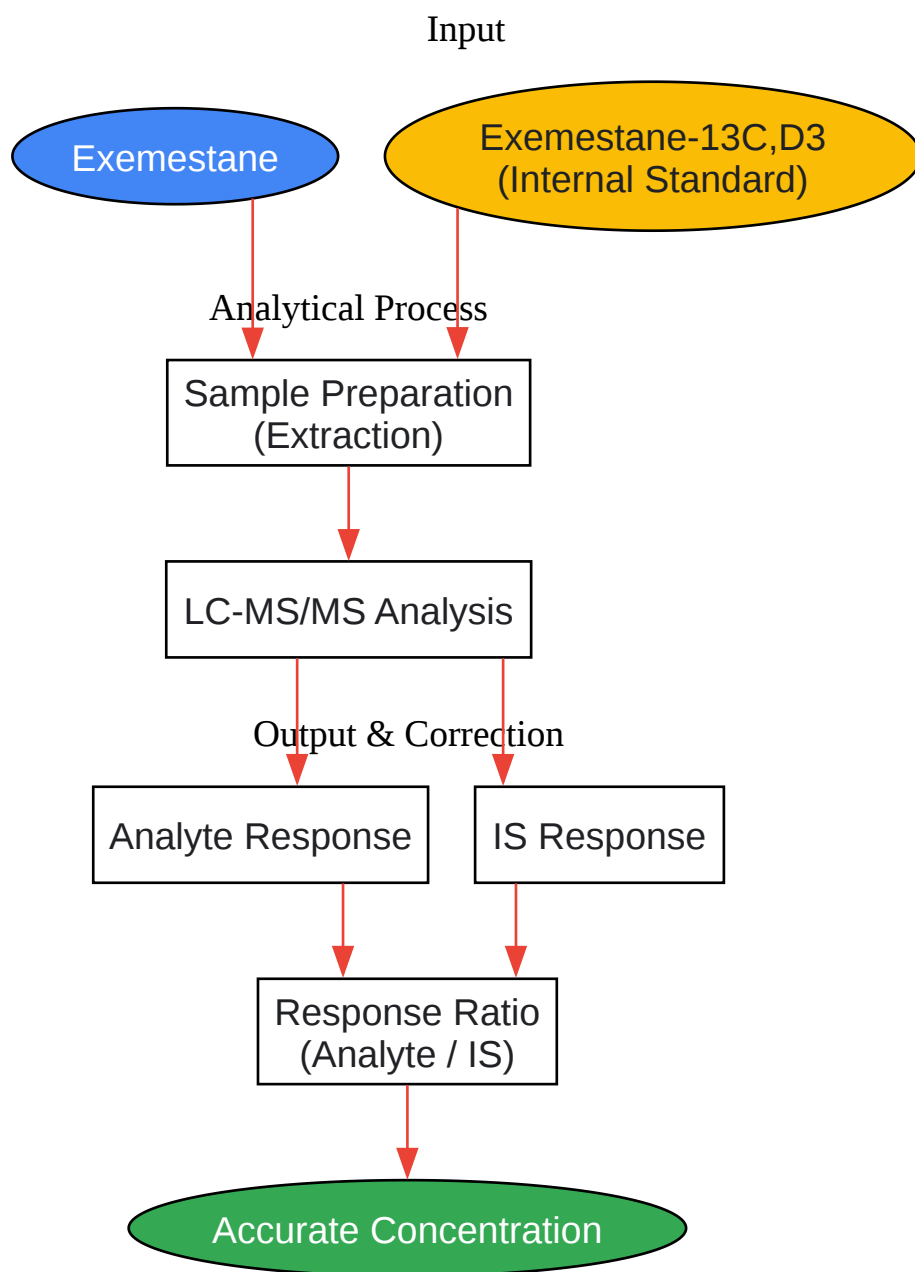 Input
Exemestane
Exemestane-13C,D3
(Internal Standard)
Analytical Process
Sample Preparation
(Extraction)
LC-MS/MS Analysis
Output & Correction
Analyte Response
IS Response
Response Ratio
(Analyte / IS)
Accurate Concentration